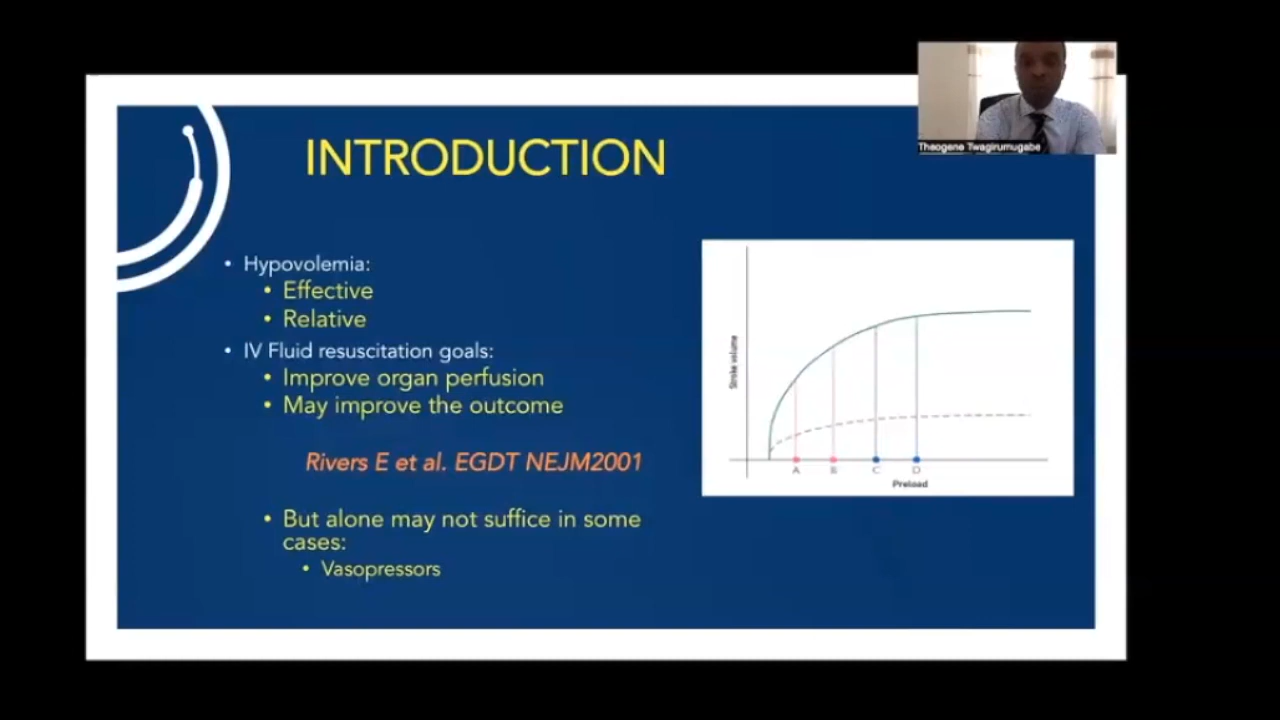 Theogene Twagirumugabe
INTRODUCTION
• Hypovolemia:
• Effective
• Relative
• IV Fluid resuscitation goals:
• Improve organ perfusion
• May improve the outcome
Rivers E et al. EGDT NEJM2001
• But alone may not suffice in some
cases:
• Vasopressors
Stroke volume
A B C D
Preload